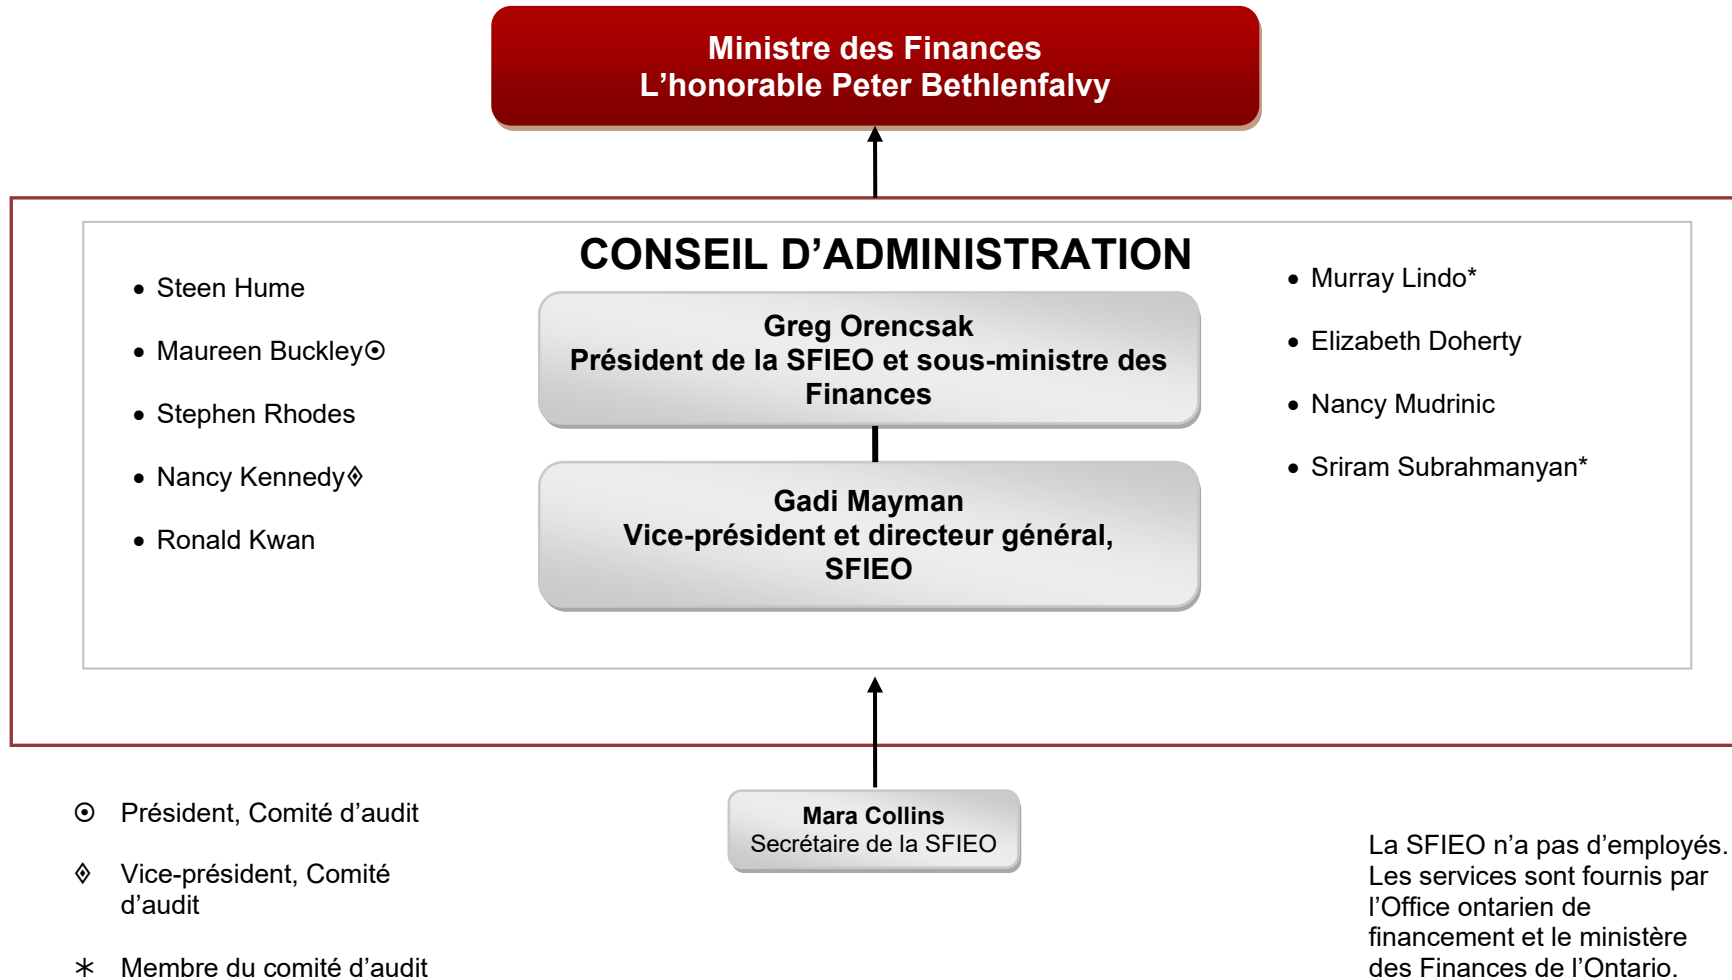 Ministre des Finances
L’honorable Peter Bethlenfalvy
CONSEIL D’ADMINISTRATION
• Steen Hume
• Maureen Buckley⊙
• Stephen Rhodes
• Nancy Kennedy⟐
• Ronald Kwan
Greg Orencsak
Président de la SFIEO et sous-ministre des
Finances
Gadi Mayman
Vice-président et directeur général,
SFIEO
• Murray Lindo*
• Elizabeth Doherty
• Nancy Mudrinic
• Sriram Subrahmanyan*
⊙ Président, Comité d’audit
⟐ Vice-président, Comité
d’audit
* Membre du comité d’audit
Mara Collins
Secrétaire de la SFIEO
La SFIEO n’a pas d’employés.
Les services sont fournis par
l’Office ontarien de
financement et le ministère
des Finances de l’Ontario.